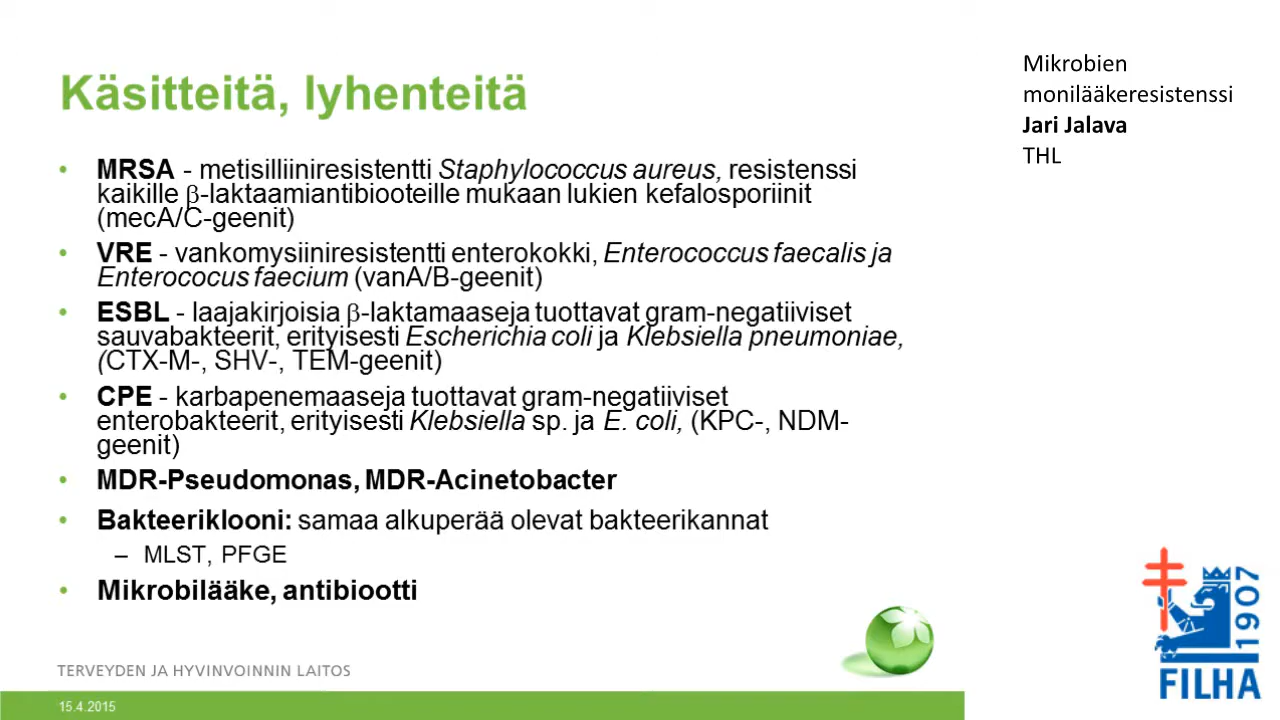 Käsitteitä, lyhenteitä
• MRSA - metisilliiniresistentti Staphylococcus aureus, resistenssi
kaikille β-laktaamiantibiooteille mukaan lukien kefalosporiinit
(mecA/C-geenit)
• VRE - vankomysiiniresistentti enterokokki, Enterococcus faecalis ja
Enterococus faecium (vanA/B-geenit)
• ESBL - laajakirjoisia β-laktamaaseja tuottavat gram-negatiiviset
sauvabakteerit, erityisesti Escherichia coli ja Klebsiella pneumoniae,
(CTX-M-, SHV-, TEM-geenit)
• CPE - karbapenemaaseja tuottavat gram-negatiiviset
enterobakteerit, erityisesti Klebsiella sp. ja E. coli, (KPC-, NDM-
geenit)
• MDR-Pseudomonas, MDR-Acinetobacter
• Bakteeriklooni: samaa alkuperää olevat bakteerikannat
– MLST, PFGE
• Mikrobilääke, antibiootti
TERVEYDEN JA HYVINVOINNIN LAITOS
15.4.2015
Mikrobien
monilääkeresistenssi
Jari Jalava
THL
1907
FILHA